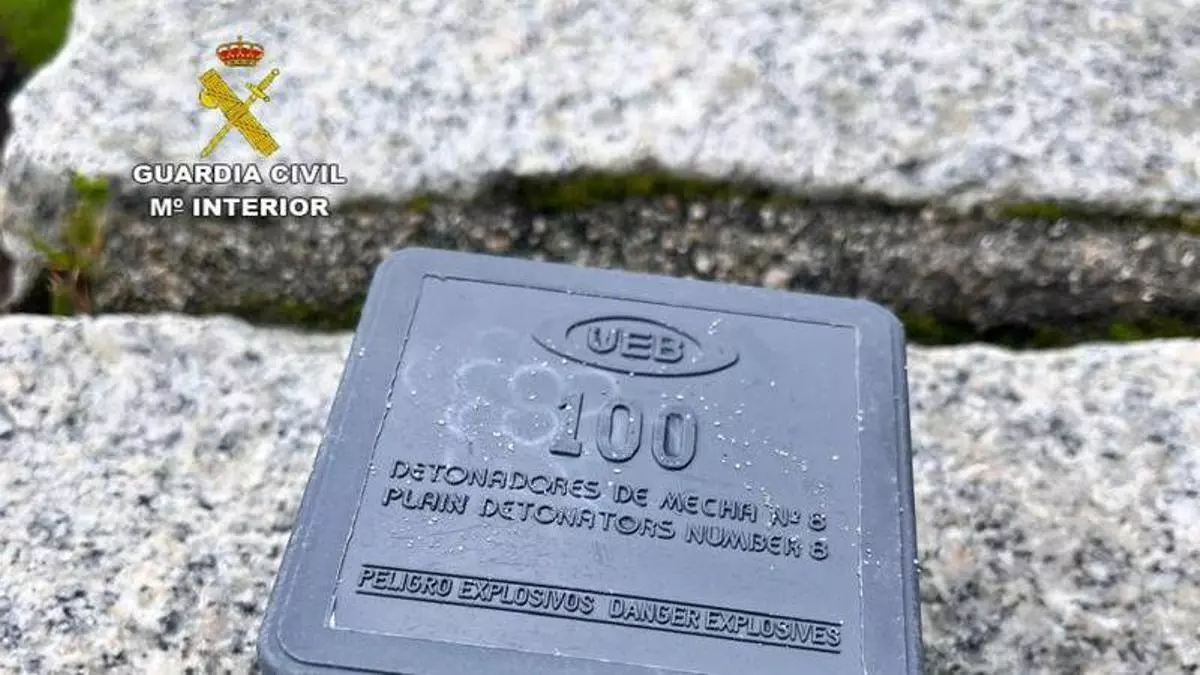 GUARDIA CIVIL
Mº INTERIOR
UEB
100
DETONADORES DE MECHA Nº 8
PLAIN DETONATORS NUMBER 8
PELIGRO EXPLOSIVOS DANGER EXPLOSIVES